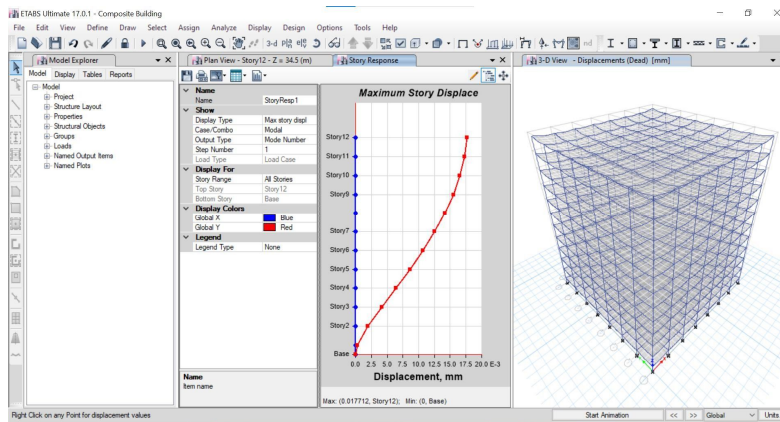 ETABS Ultimate 17.0.1 - Composite Building
File Edit View Define Draw Select Assign Analyze Display Design Options Tools Help
3-d
nd
Model Explorer
Model Display Tables Reports
Model
Project
Structure Layout
Properties
Structural Objects
Groups
Loads
Named Output Items
Named Plots
Plan View - Story12 - Z = 34.5 (m)
Story Response
Name
Name StoryResp1
Show
Display Type Max story displ
Case/Combo Modal
Output Type Mode Number
Step Number 1
Load Type Load Case
Display For
Story Range All Stories
Top Story Story12
Bottom Story Base
Display Colors
Global X Blue
Global Y Red
Legend
Legend Type None
Name
Item name
Maximum Story Displace
Story12
Story11
Story10
Story9
Story7
Story6
Story5
Story4
Story3
Story2
Base
0.0 2.5 5.0 7.5 10.0 12.5 15.0 17.5 20.0 E-3
Displacement, mm
Max: (0.017712, Story12); Min: (0, Base)
3-D View - Displacements (Dead) [mm]
Right Click on any Point for displacement values
Start Animation << >> Global Units